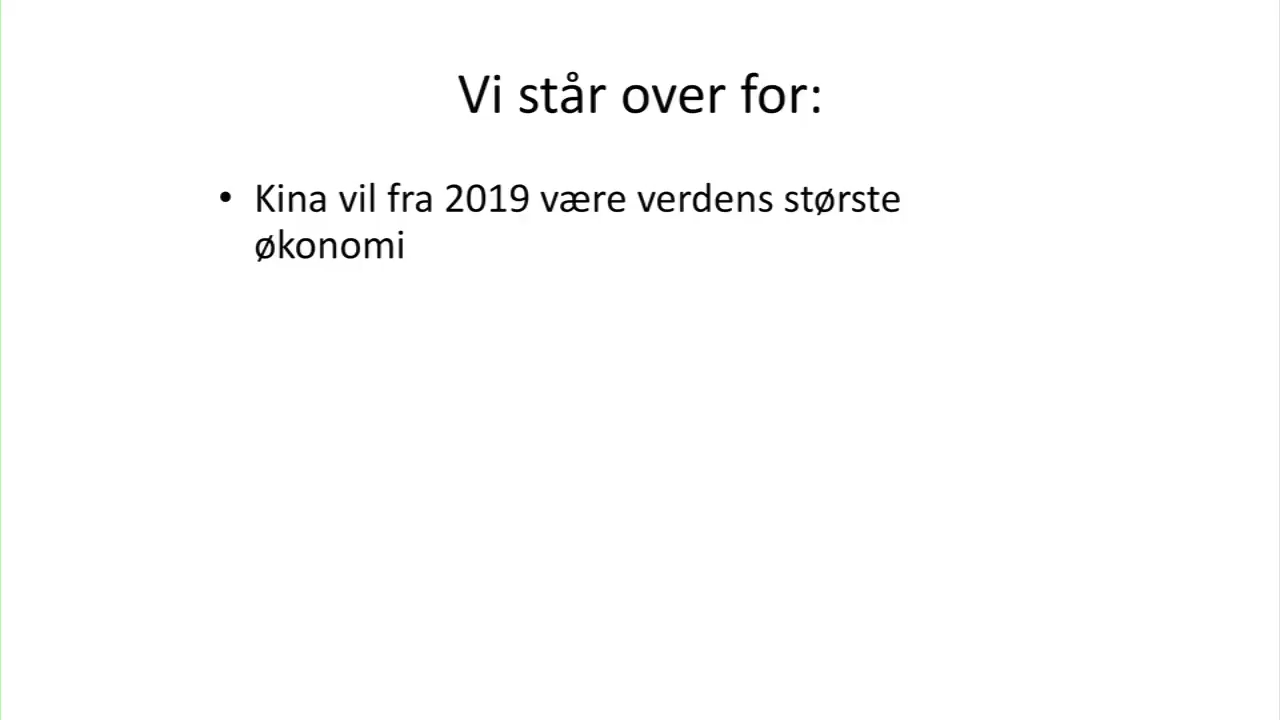 Vi står over for:
• Kina vil fra 2019 være verdens største
økonomi